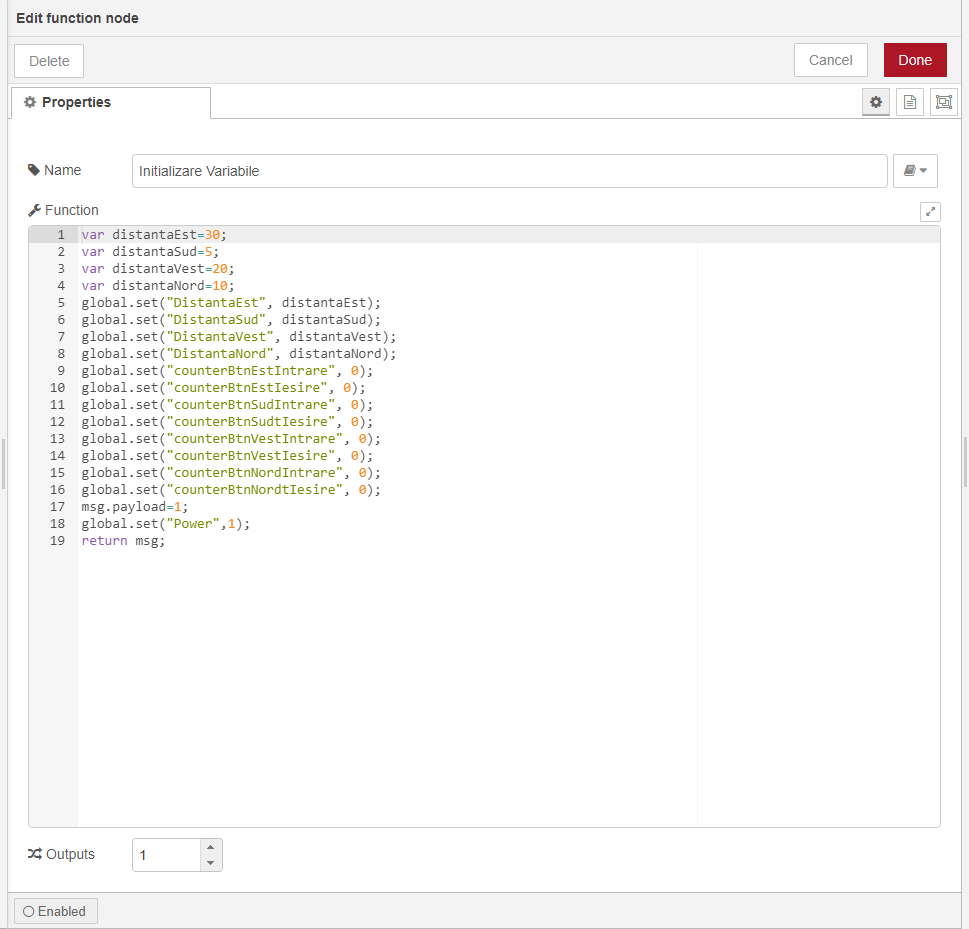 Edit function node
Delete
Cancel
Done
Properties
Name
Initializare Variabile
Function
1 var distantaEst=30;
2 var distantaSud=5;
3 var distantaVest=20;
4 var distantaNord=10;
5 global.set("DistantaEst", distantaEst);
6 global.set("DistantaSud", distantaSud);
7 global.set("DistantaVest", distantaVest);
8 global.set("DistantaNord", distantaNord);
9 global.set("counterBtnEstIntrare", 0);
10 global.set("counterBtnEstIesire", 0);
11 global.set("counterBtnSudIntrare", 0);
12 global.set("counterBtnSudtIesire", 0);
13 global.set("counterBtnVestIntrare", 0);
14 global.set("counterBtnVestIesire", 0);
15 global.set("counterBtnNordIntrare", 0);
16 global.set("counterBtnNordtIesire", 0);
17 msg.payload=1;
18 global.set("Power",1);
19 return msg;
Outputs
1
Enabled